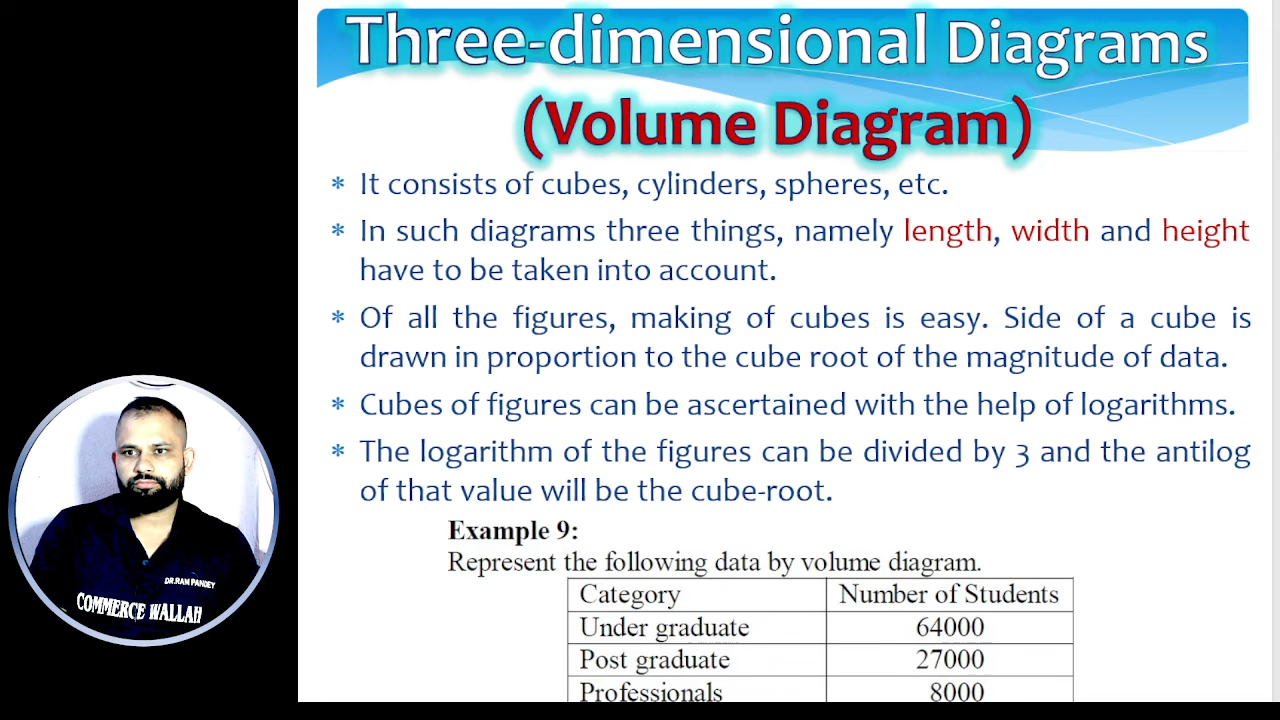 Three-dimensional Diagrams
(Volume Diagram)
* It consists of cubes, cylinders, spheres, etc.
* In such diagrams three things, namely length, width and height
have to be taken into account.
* Of all the figures, making of cubes is easy. Side of a cube is
drawn in proportion to the cube root of the magnitude of data.
* Cubes of figures can be ascertained with the help of logarithms.
* The logarithm of the figures can be divided by 3 and the antilog
of that value will be the cube-root.
Example 9:
Represent the following data by volume diagram.
Category Number of Students
Under graduate 64000
Post graduate 27000
Professionals 8000
DR.RAM PANDEY
COMMERCE WALLAH